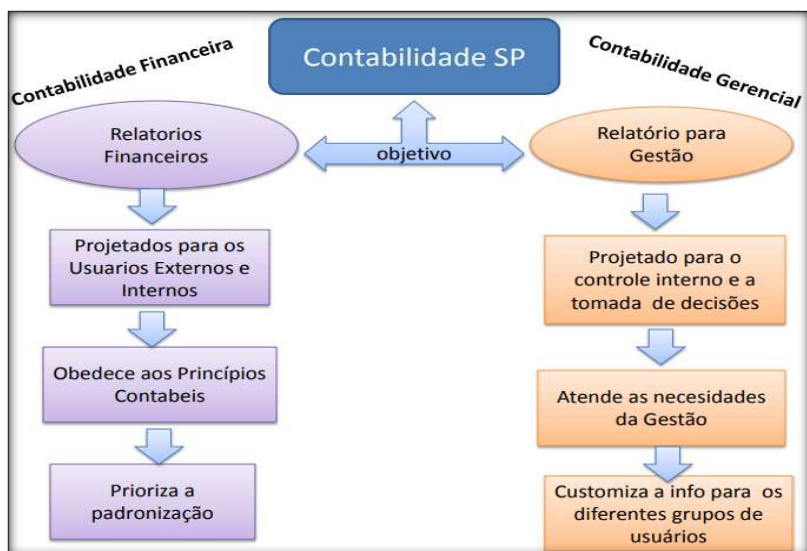 Contabilidade Financeira
Contabilidade SP
Contabilidade Gerencial
Relatorios
Financeiros
objetivo
Relatório para
Gestão
Projetados para os
Usuarios Externos e
Internos
Obedece aos Princípios
Contabeis
Prioriza a
padronização
Projetado para o
controle interno e a
tomada de decisões
Atende as necesidades
da Gestão
Customiza a info para os
diferentes grupos de
usuários